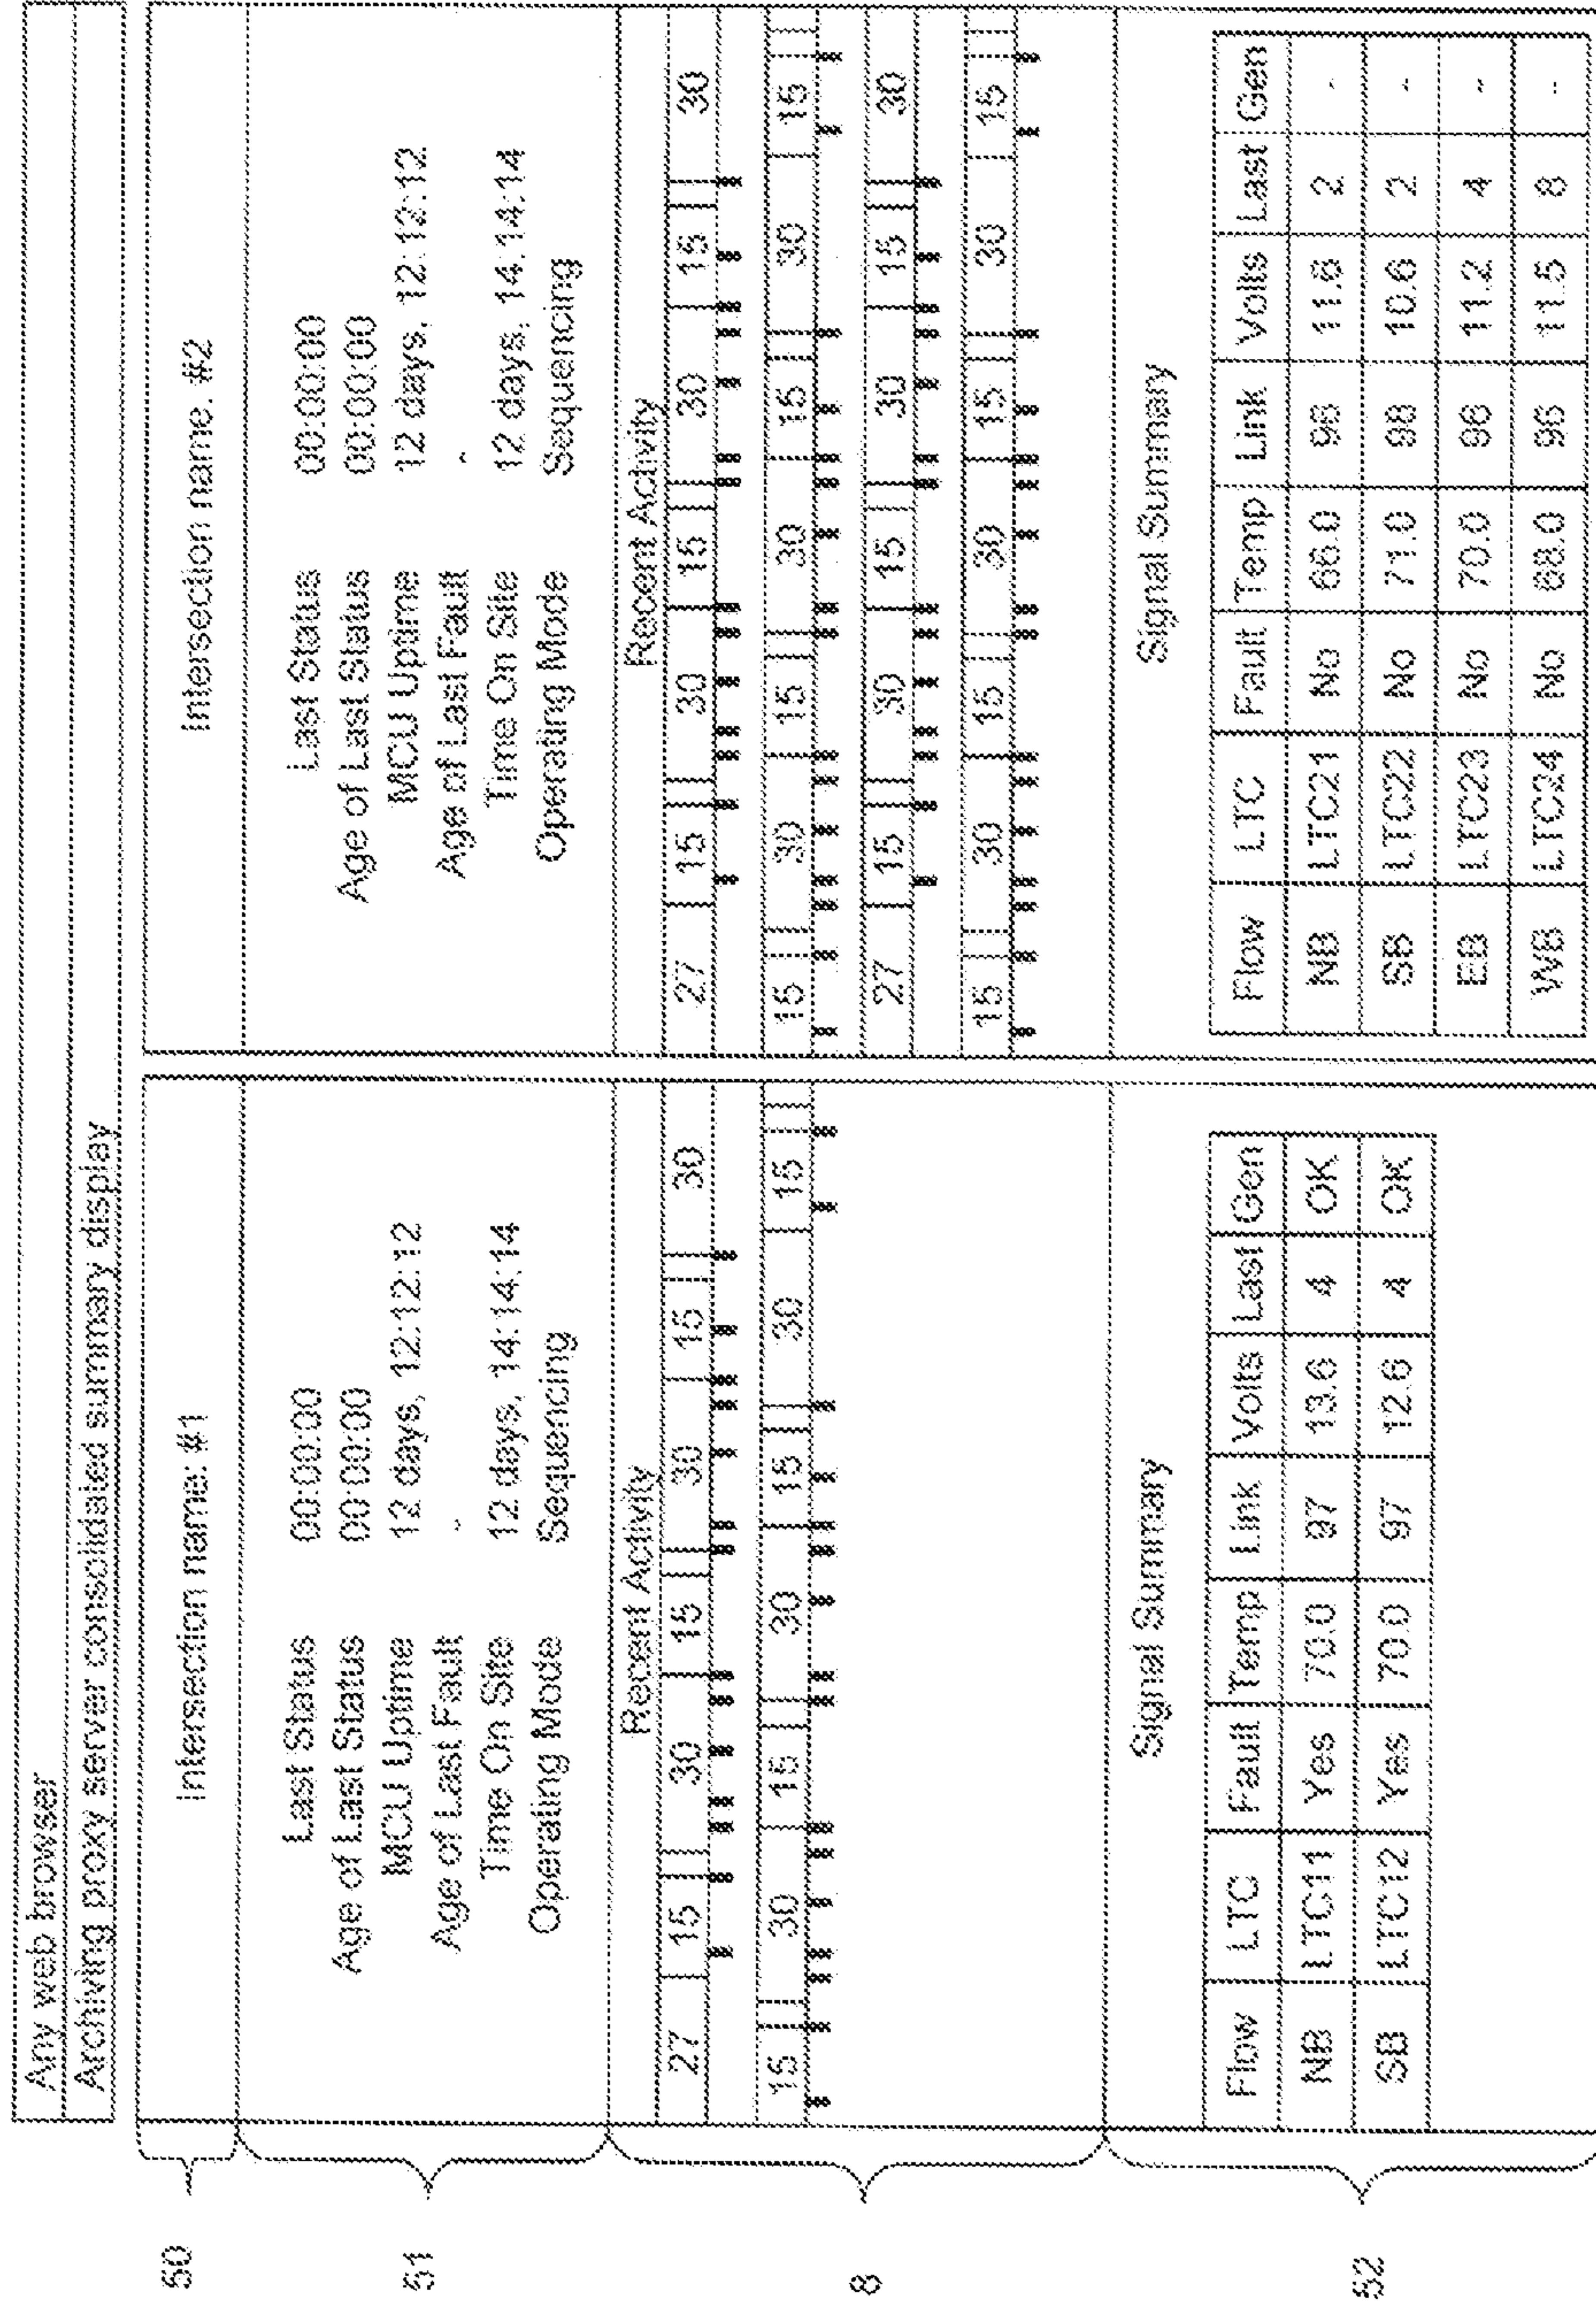 Any web browser
Archiving proxy server consolidated summary display
50
Intersection name: #1
51
Last Status 00:00:00
Age of Last Status 00:00:00
MCU Uptime 12 days, 12:12:12
Age of Last Fault -
Time On Site 12 days, 14:14:14
Operating Mode Sequencing
8
Recent Activity
27 15 30 15 30 15 30
15 30 15 30 15 30 15
52
Signal Summary
Flow LTC Fault Temp Link Volts Last Gen
NB LTC11 Yes 70.0 97 13.6 4 OK
SB LTC12 Yes 70.0 97 12.6 4 OK
Intersection name: #2
Last Status 00:00:00
Age of Last Status 00:00:00
MCU Uptime 12 days, 12:12:12
Age of Last Fault -
Time On Site 12 days, 14:14:14
Operating Mode Sequencing
Recent Activity
27 15 30 15 30 15 30
15 30 15 30 15 30 15
27 15 30 15 30 15 30
15 30 15 30 15 30 15
Signal Summary
Flow LTC Fault Temp Link Volts Last Gen
NB LTC21 No 2 -
SB LTC22 No 71.0 98 10.6 2 -
EB LTC23 No 70.0 11.2 4 -
WB LTC24 No 11.5 8 -